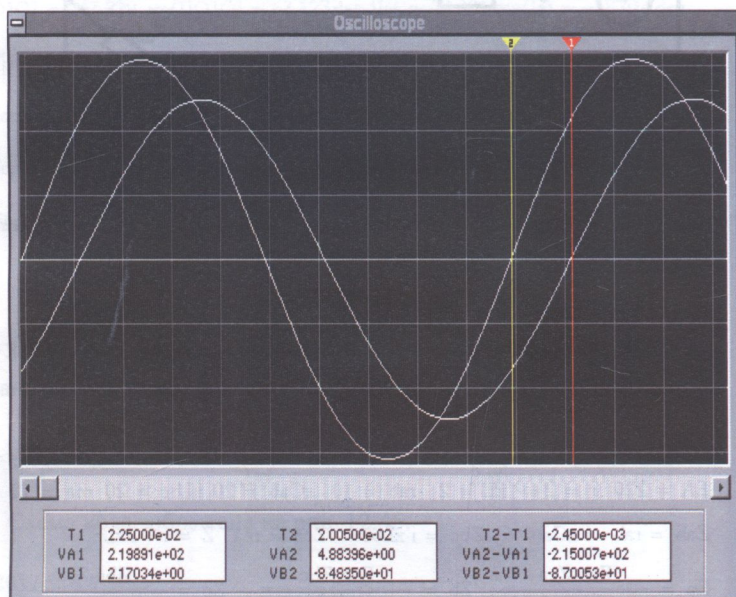 Oscilloscope
2 1
T1 2.25000e-02 T2 2.00500e-02 T2-T1 -2.45000e-03
VA1 2.19891e+02 VA2 4.88396e+00 VA2-VA1 -2.15007e+02
VB1 2.17034e+00 VB2 -8.48350e+01 VB2-VB1 -8.70053e+01